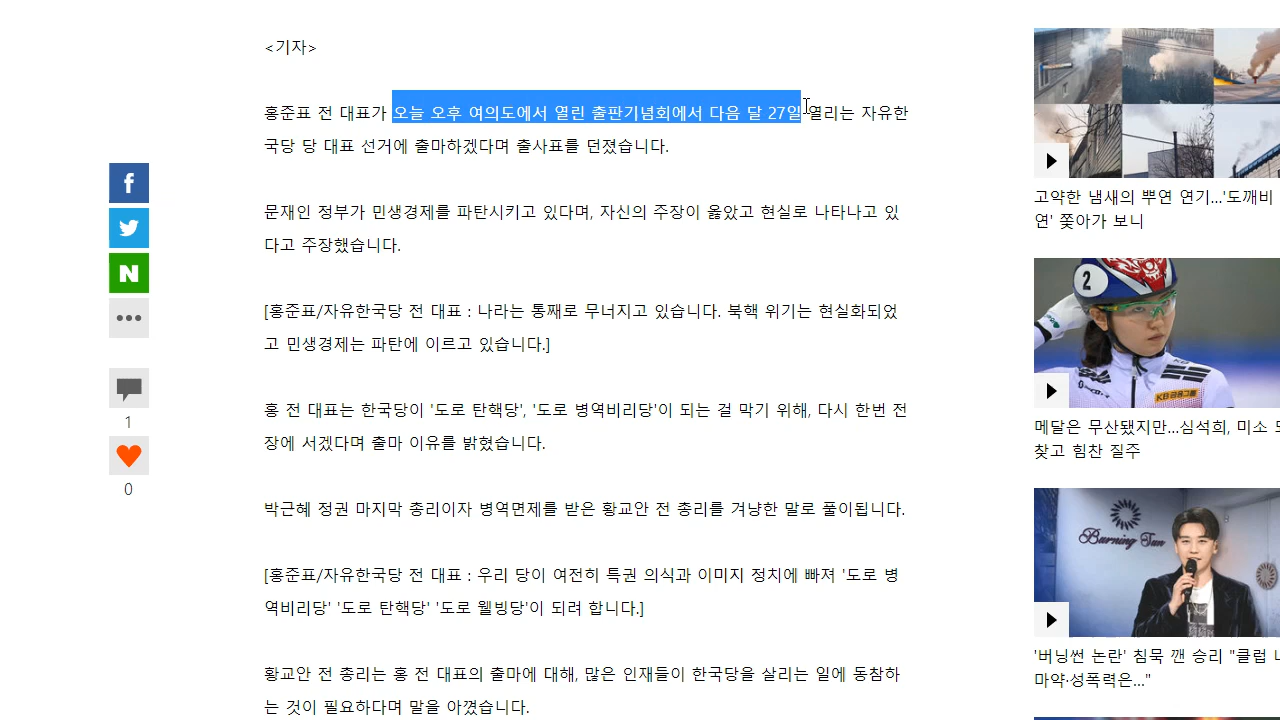 <기자>
홍준표 전 대표가 오늘 오후 여의도에서 열린 출판기념회에서 다음 달 27일 열리는 자유한
국당 당 대표 선거에 출마하겠다며 출사표를 던졌습니다.
문재인 정부가 민생경제를 파탄시키고 있다며, 자신의 주장이 옳았고 현실로 나타나고 있
다고 주장했습니다.
[홍준표/자유한국당 전 대표 : 나라는 통째로 무너지고 있습니다. 북핵 위기는 현실화되었
고 민생경제는 파탄에 이르고 있습니다.]
홍 전 대표는 한국당이 '도로 탄핵당', '도로 병역비리당'이 되는 걸 막기 위해, 다시 한번 전
장에 서겠다며 출마 이유를 밝혔습니다.
박근혜 정권 마지막 총리이자 병역면제를 받은 황교안 전 총리를 겨냥한 말로 풀이됩니다.
[홍준표/자유한국당 전 대표 : 우리 당이 여전히 특권 의식과 이미지 정치에 빠져 '도로 병
역비리당' '도로 탄핵당' '도로 웰빙당'이 되려 합니다.]
황교안 전 총리는 홍 전 대표의 출마에 대해, 많은 인재들이 한국당을 살리는 일에 동참하
는 것이 필요하다며 말을 아꼈습니다.
f
N
1
0
고약한 냄새의 뿌연 연기...'도깨비
연' 쫓아가 보니
2
KB금융그룹
메달은 무산됐지만...심석희, 미소
찾고 힘찬 질주
Burning Sun
'버닝썬 논란' 침묵 깬 승리 "클럽
마약·성폭력은..."